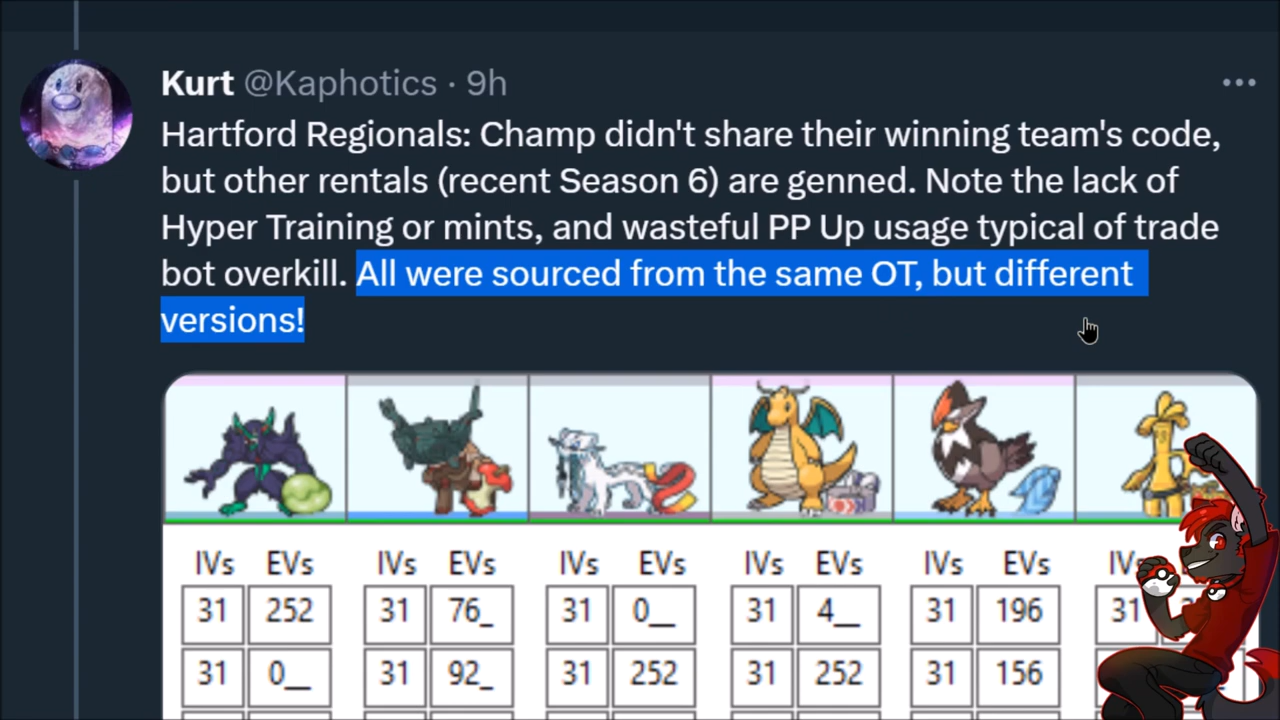 Kurt @Kaphotics · 9h
Hartford Regionals: Champ didn't share their winning team's code,
but other rentals (recent Season 6) are genned. Note the lack of
Hyper Training or mints, and wasteful PP Up usage typical of trade
bot overkill. All were sourced from the same OT, but different
versions!
IVs EVs IVs EVs IVs EVs IVs EVs IVs EVs IVs
31 252 31 76_ 31 0__ 31 4__ 31 196 31
31 0__ 31 92_ 31 252 31 252 31 156